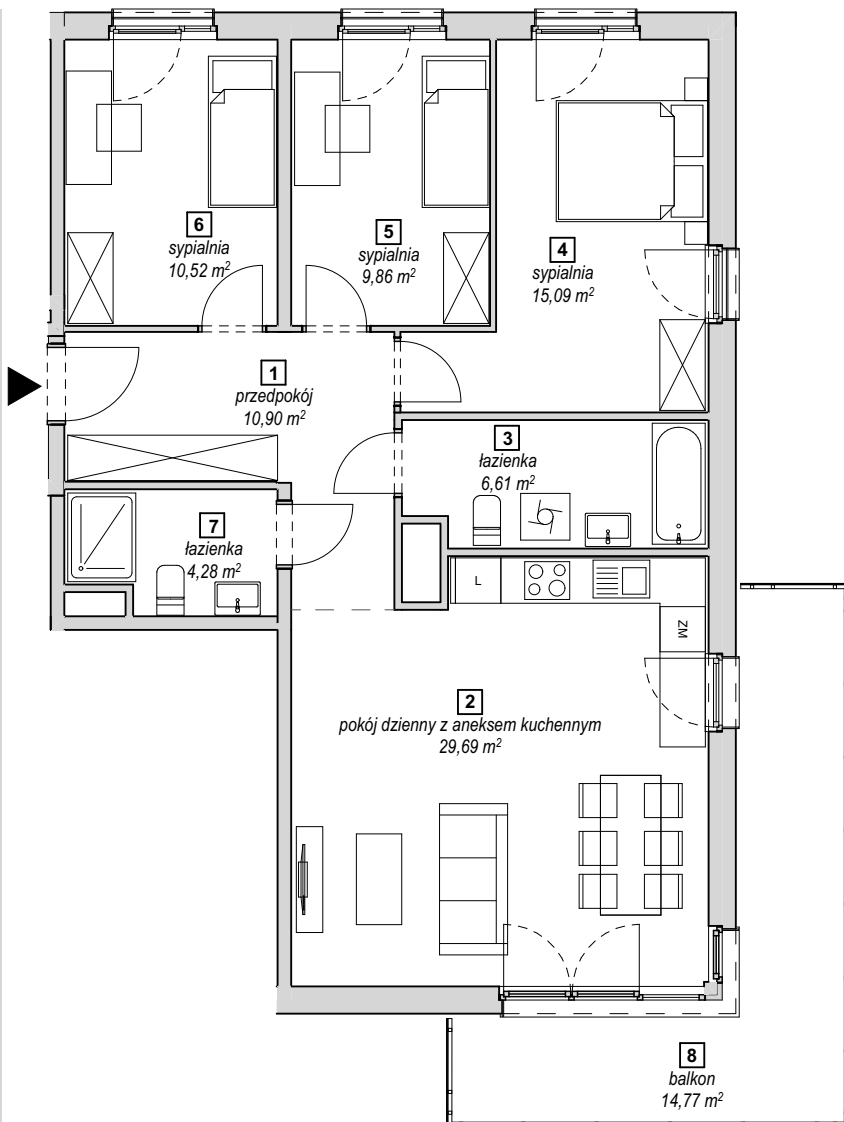 6
sypialnia
10,52 m²
5
sypialnia
9,86 m²
4
sypialnia
15,09 m²
1
przedpokój
10,90 m²
3
łazienka
6,61 m²
7
łazienka
4,28 m²
L
ZM
2
pokój dzienny z aneksem kuchennym
29,69 m²
8
balkon
14,77 m²